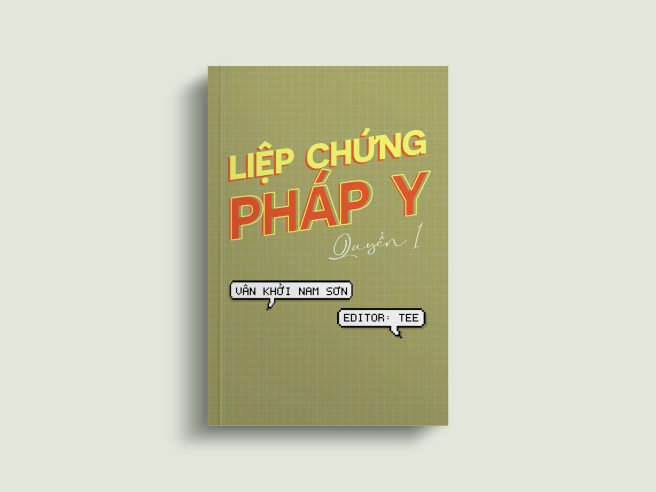 LIỆP CHỨNG
PHÁP Y
Quyển 1
VÂN KHỞI NAM SƠN
EDITOR: TEE